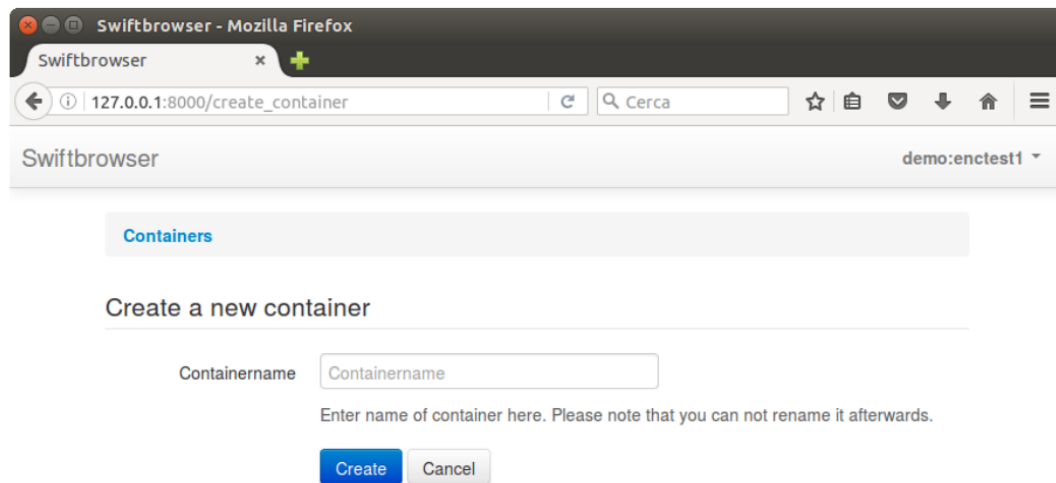 Swiftbrowser - Mozilla Firefox
Swiftbrowser
127.0.0.1:8000/create_container
Cerca
Swiftbrowser
demo:enctest1
Containers
Create a new container
Containername
Containername
Enter name of container here. Please note that you can not rename it afterwards.
Create
Cancel